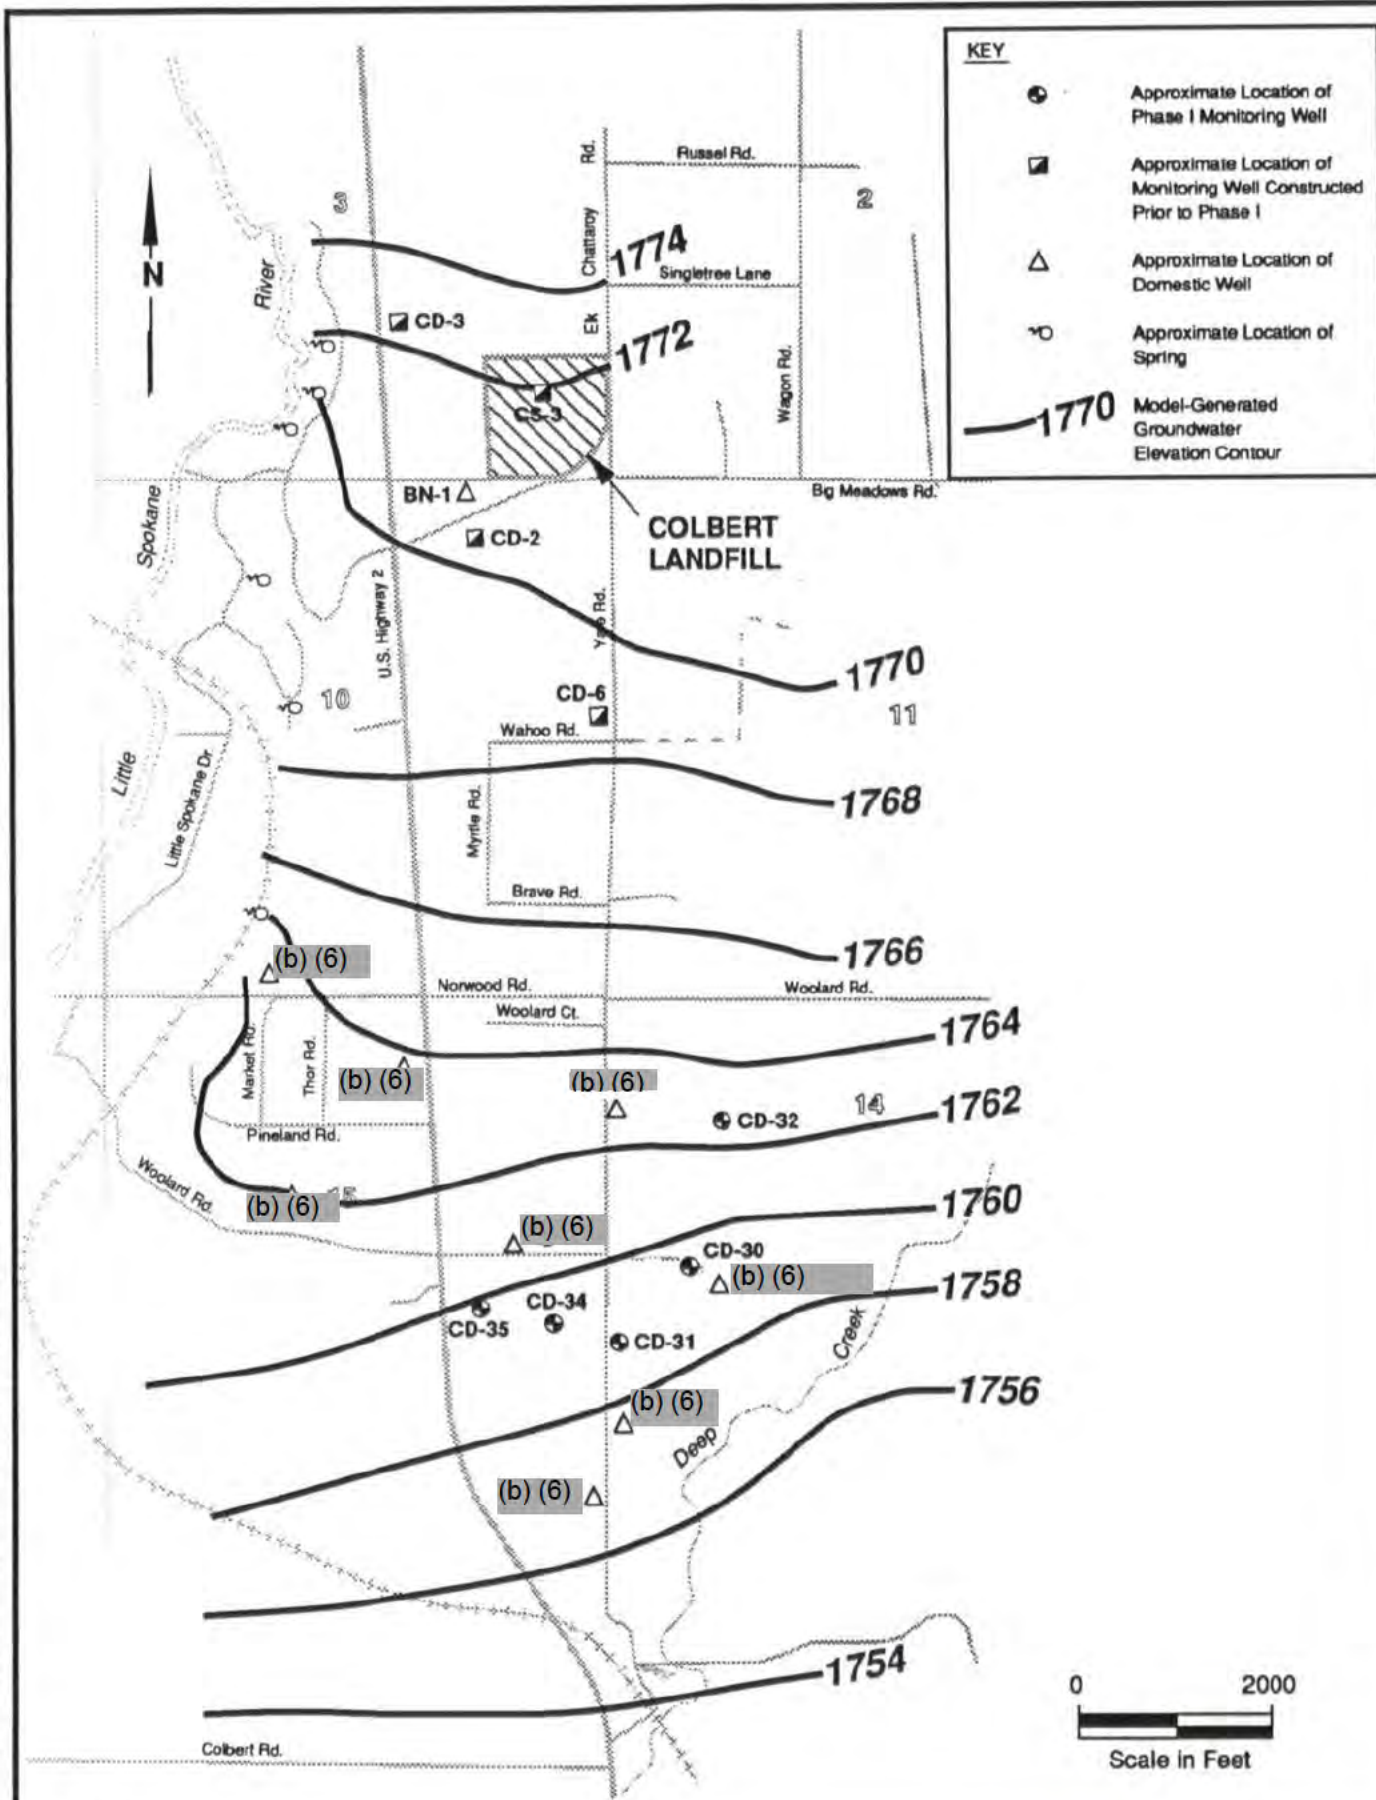 KEY
Approximate Location of
Phase I Monitoring Well
Approximate Location of
Monitoring Well Constructed
Prior to Phase I
Approximate Location of
Domestic Well
Approximate Location of
Spring
1770
Model-Generated
Groundwater
Elevation Contour
N
River
3
Ek Chattaroy Rd.
Russel Rd.
2
1774
Singletree Lane
CD-3
1772
Wagon Rd.
CS-3
BN-1
Big Meadows Rd.
CD-2
COLBERT
LANDFILL
Spokane
U.S. Highway 2
Yale Rd.
1770
10
CD-6
11
Wahoo Rd.
Little
Little Spokane Dr.
Myrtle Rd.
1768
Brave Rd.
1766
(b) (6)
Norwood Rd.
Woolard Rd.
Woolard Ct.
1764
Market Rd.
Thor Rd.
(b) (6)
(b) (6)
14
1762
CD-32
Pineland Rd.
Woolard Rd.
(b) (6)
15
1760
(b) (6)
CD-30
(b) (6)
1758
CD-34
CD-35
CD-31
Creek
1756
(b) (6)
Deep
(b) (6)
1754
Colbert Rd.
0 2000
Scale in Feet